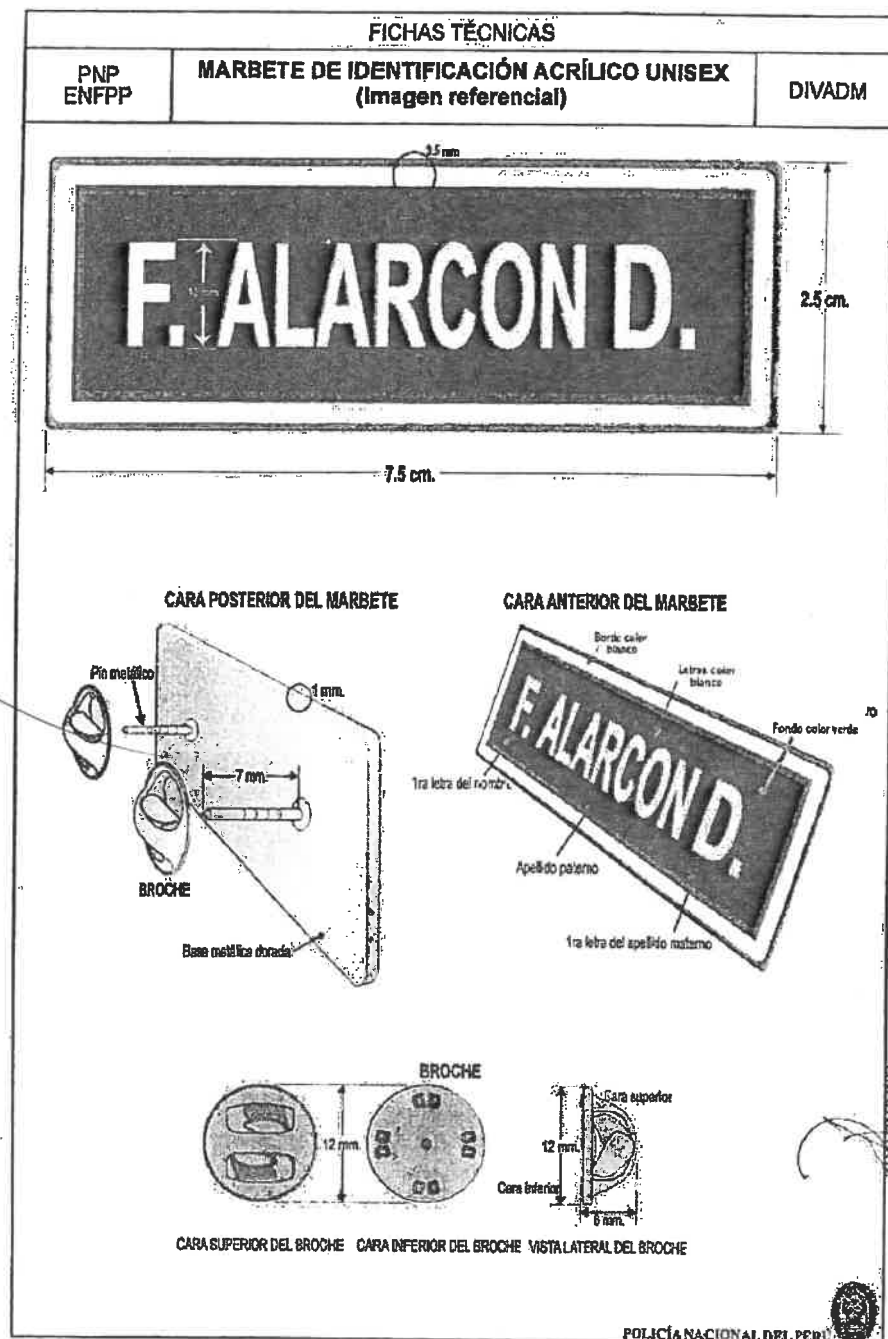 FICHAS TÉCNICAS
PNP
ENFPP
MARBETE DE IDENTIFICACIÓN ACRÍLICO UNISEX
(Imagen referencial)
DIVADM
3.5 mm
F. ALARCON D.
2.5 cm.
7.5 cm.
CARA POSTERIOR DEL MARBETE
CARA ANTERIOR DEL MARBETE
Pin metálico
1 mm.
7 mm.
BROCHE
Base metálica dorada
Borde color
blanco
Letras color
blanco
Fondo color verde
F. ALARCON D.
1ra letra del nombre
Apellido paterno
1ra letra del apellido materno
BROCHE
12 mm.
12 mm.
Cara superior
Cara inferior
6 mm.
CARA SUPERIOR DEL BROCHE
CARA INFERIOR DEL BROCHE
VISTA LATERAL DEL BROCHE
POLICÍA NACIONAL DEL PERÚ